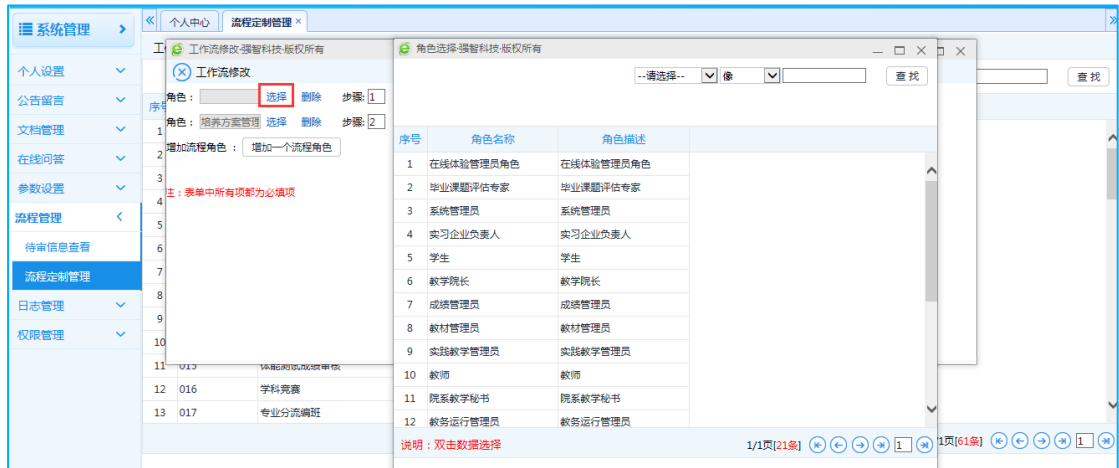 系统管理
个人设置
公告留言
文档管理
在线问答
参数设置
流程管理
待审信息查看
流程定制管理
日志管理
权限管理
个人中心 流程定制管理 ×
查 找
序号
1
2
3
4
5
6
7
8
9
10
11 015
12 016 学科竞赛
13 017 专业分流编班
1页[61条] 1
工作流修改-强智科技-版权所有
工作流修改
角色： 选择 删除 步骤: 1
角色： 培养方案管理 选择 删除 步骤: 2
增加流程角色 ： 增加一个流程角色
注：表单中所有项都为必填项
角色选择-强智科技-版权所有
--请选择-- 像 查 找
序号 角色名称 角色描述
1 在线体验管理员角色 在线体验管理员角色
2 毕业课题评估专家 毕业课题评估专家
3 系统管理员 系统管理员
4 实习企业负责人 实习企业负责人
5 学生 学生
6 教学院长 教学院长
7 成绩管理员 成绩管理员
8 教材管理员 教材管理员
9 实践教学管理员 实践教学管理员
10 教师 教师
11 院系教学秘书 院系教学秘书
12 教务运行管理员 教务运行管理员
说明：双击数据选择 1/1页[21条] 1